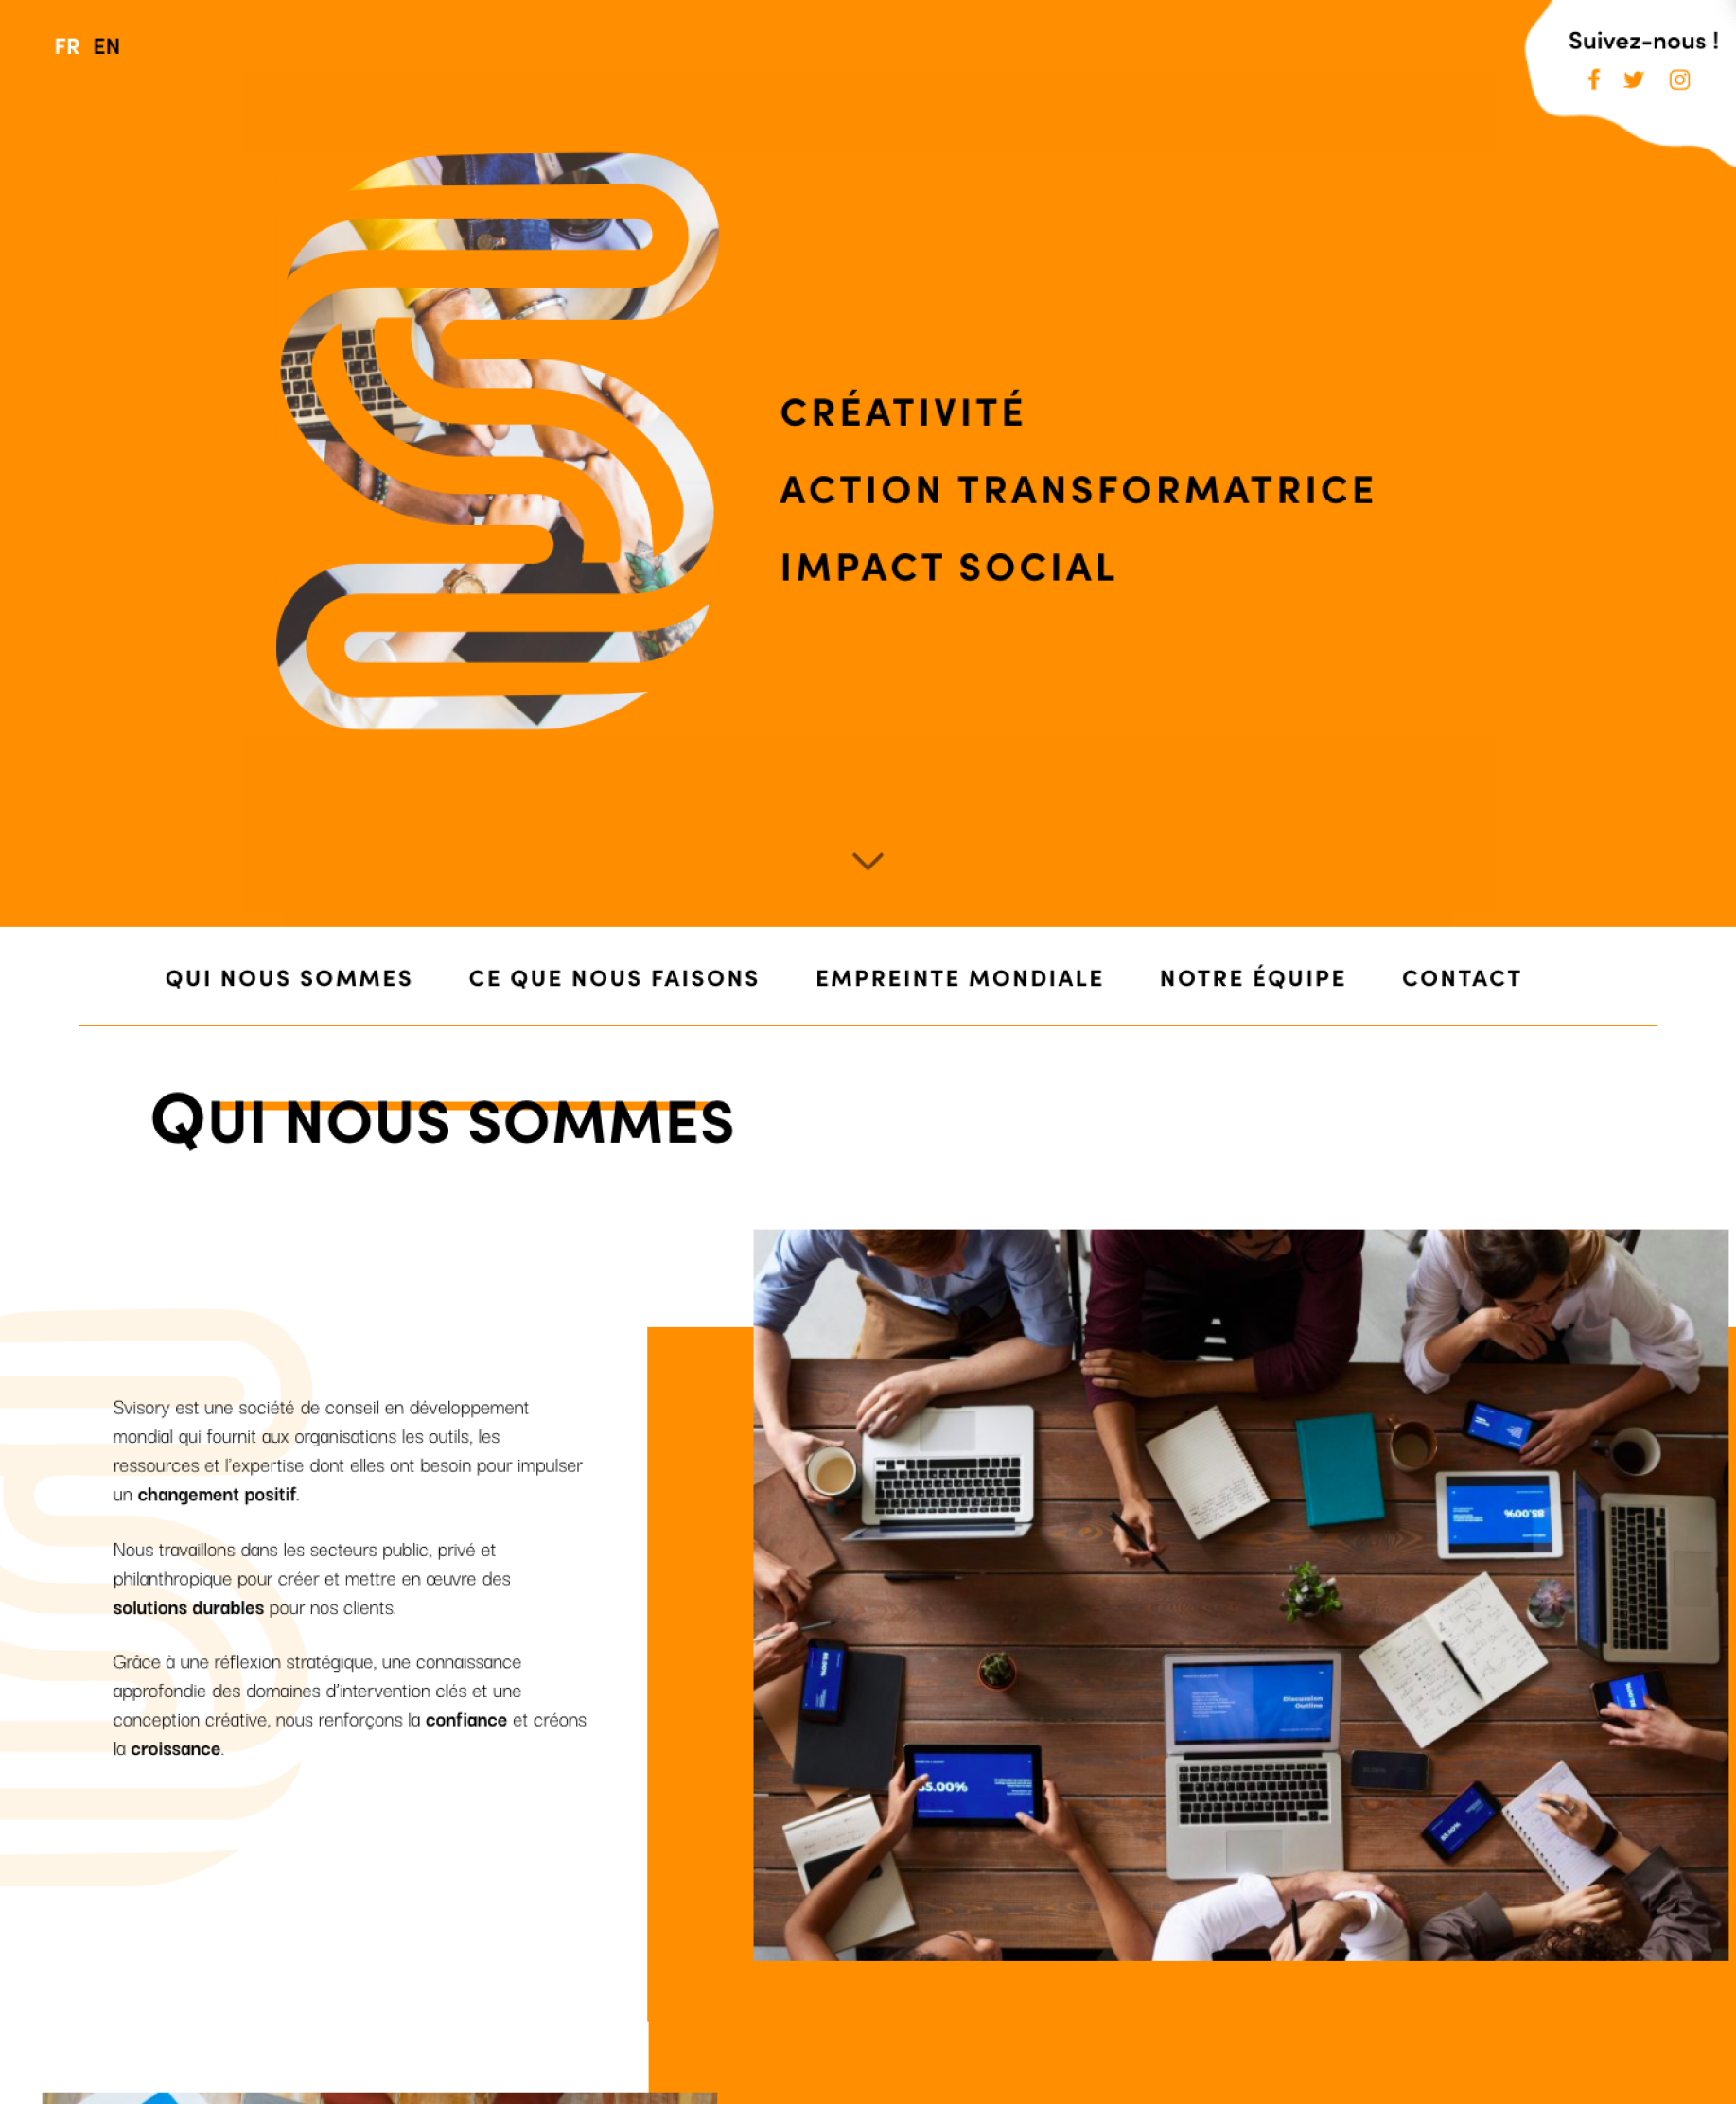 FR EN
Suivez-nous !
CRÉATIVITÉ
ACTION TRANSFORMATRICE
IMPACT SOCIAL
QUI NOUS SOMMES CE QUE NOUS FAISONS EMPREINTE MONDIALE NOTRE ÉQUIPE CONTACT
QUI NOUS SOMMES
Svisory est une société de conseil en développement
mondial qui fournit aux organisations les outils, les
ressources et l'expertise dont elles ont besoin pour impulser
un changement positif.
Nous travaillons dans les secteurs public, privé et
philanthropique pour créer et mettre en œuvre des
solutions durables pour nos clients.
Grâce à une réflexion stratégique, une connaissance
approfondie des domaines d'intervention clés et une
conception créative, nous renforçons la confiance et créons
la croissance.
85.00%
Discussion
Outline